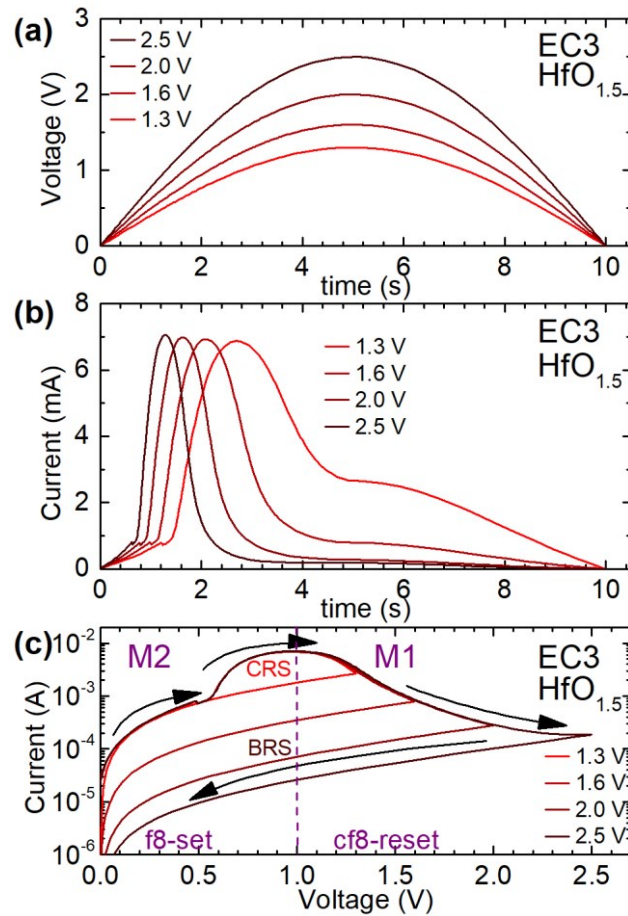 (a)
3
2
1
0
Voltage (V)
2.5 V
2.0 V
1.6 V
1.3 V
EC3
HfO1.5
0 2 4 6 8 10
time (s)
(b)
8
6
4
2
0
Current (mA)
1.3 V
1.6 V
2.0 V
2.5 V
EC3
HfO1.5
0 2 4 6 8 10
time (s)
(c)
10-2
10-3
10-4
10-5
10-6
Current (A)
M2 M1
EC3
HfO1.5
CRS
BRS
1.3 V
1.6 V
2.0 V
2.5 V
f8-set cf8-reset
0.0 0.5 1.0 1.5 2.0 2.5
Voltage (V)